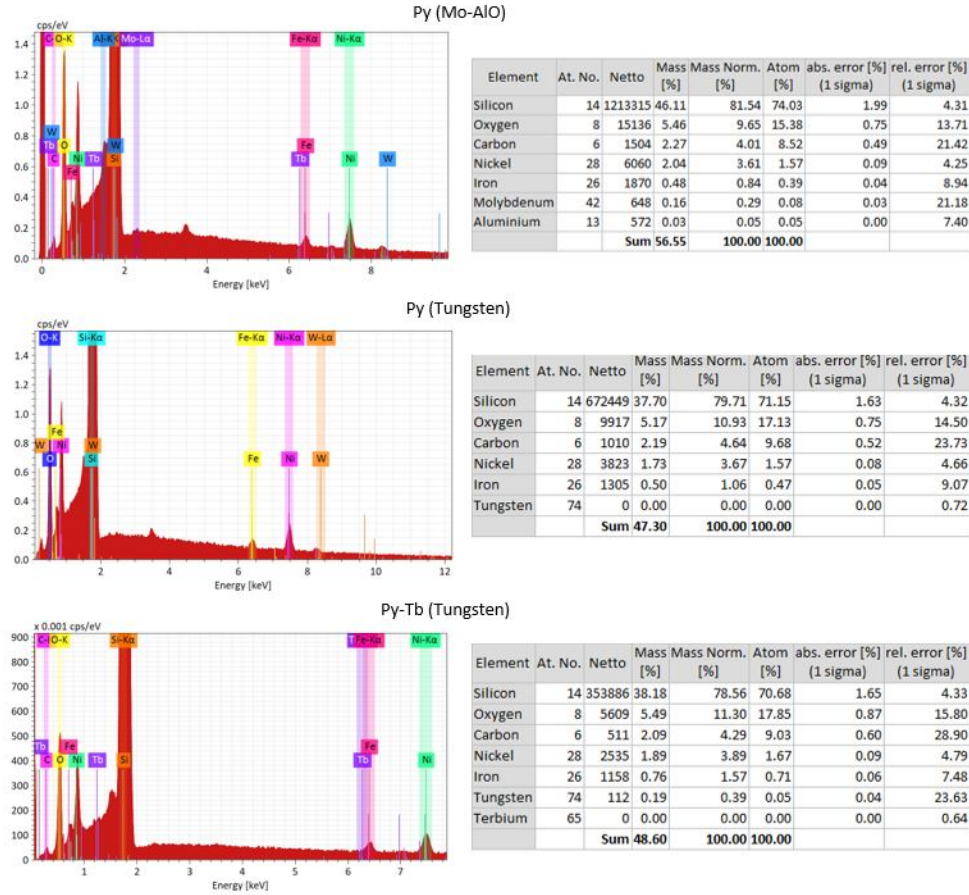 Py (Mo-AlO)
cps/eV
C- O-K Al-K Mo-Lα Fe-Kα Ni-Kα
1.4
1.2
1.0
0.8
0.6
0.4
0.2
0.0
W W
Tb O Ni Tb W Tb Fe Ni W
C Fe Si
0 2 4 6 8
Energy [keV]
Element At. No. Netto Mass [%] Mass Norm. [%] Atom [%] abs. error [%] (1 sigma) rel. error [%] (1 sigma)
Silicon 14 1213315 46.11 81.54 74.03 1.99 4.31
Oxygen 8 15136 5.46 9.65 15.38 0.75 13.71
Carbon 6 1504 2.27 4.01 8.52 0.49 21.42
Nickel 28 6060 2.04 3.61 1.57 0.09 4.25
Iron 26 1870 0.48 0.84 0.39 0.04 8.94
Molybdenum 42 648 0.16 0.29 0.08 0.03 21.18
Aluminium 13 572 0.03 0.05 0.05 0.00 7.40
Sum 56.55 100.00 100.00
Py (Tungsten)
cps/eV
O-K Si-Kα Fe-Kα Ni-Kα W-Lα
1.4
1.2
1.0
0.8
0.6
0.4
0.2
0.0
Fe
W Ni W
O Si Fe Ni W
2 4 6 8 10 12
Energy [keV]
Element At. No. Netto Mass [%] Mass Norm. [%] Atom [%] abs. error [%] (1 sigma) rel. error [%] (1 sigma)
Silicon 14 672449 37.70 79.71 71.15 1.63 4.32
Oxygen 8 9917 5.17 10.93 17.13 0.75 14.50
Carbon 6 1010 2.19 4.64 9.68 0.52 23.73
Nickel 28 3823 1.73 3.67 1.57 0.08 4.66
Iron 26 1305 0.50 1.06 0.47 0.05 9.07
Tungsten 74 0 0.00 0.00 0.00 0.00 0.72
Sum 47.30 100.00 100.00
Py-Tb (Tungsten)
x 0.001 cps/eV
C- O-K Si-Kα T Fe-Kα Ni-Kα
900
800
700
600
500
400
300
200
100
0
Tb Fe Fe
C O Ni Tb Si Tb Ni
1 2 3 4 5 6 7
Energy [keV]
Element At. No. Netto Mass [%] Mass Norm. [%] Atom [%] abs. error [%] (1 sigma) rel. error [%] (1 sigma)
Silicon 14 353886 38.18 78.56 70.68 1.65 4.33
Oxygen 8 5609 5.49 11.30 17.85 0.87 15.80
Carbon 6 511 2.09 4.29 9.03 0.60 28.90
Nickel 28 2535 1.89 3.89 1.67 0.09 4.79
Iron 26 1158 0.76 1.57 0.71 0.06 7.48
Tungsten 74 112 0.19 0.39 0.05 0.04 23.63
Terbium 65 0 0.00 0.00 0.00 0.00 0.64
Sum 48.60 100.00 100.00